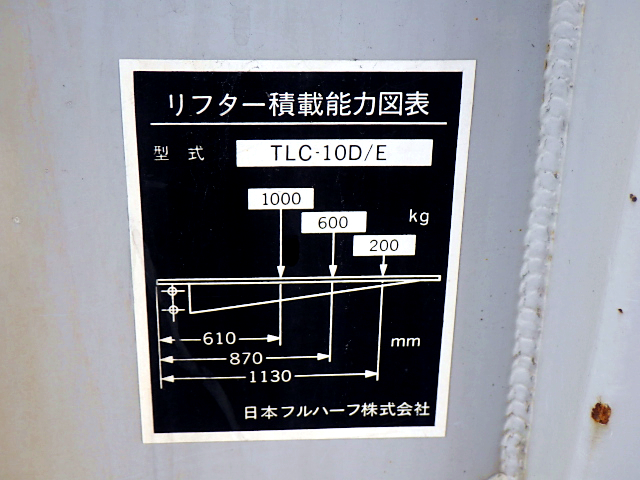 リフター積載能力図表
型式 TLC-10D/E
1000
600 kg
200
610 mm
870
1130
日本フルハーフ株式会社